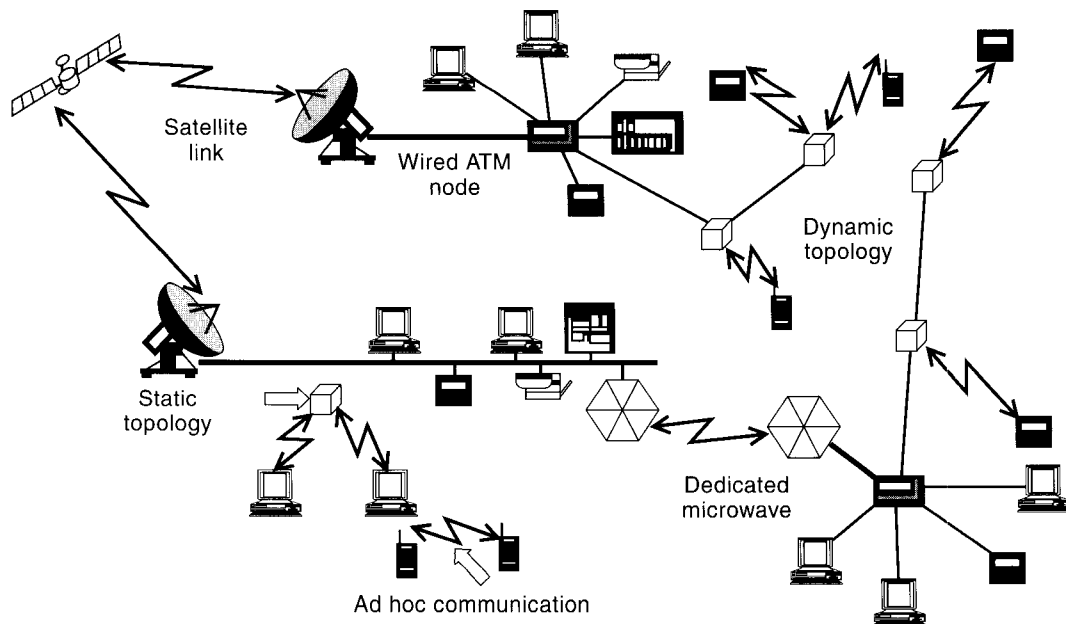 Satellite
link
Wired ATM
node
Dynamic
topology
Static
topology
Dedicated
microwave
Ad hoc communication